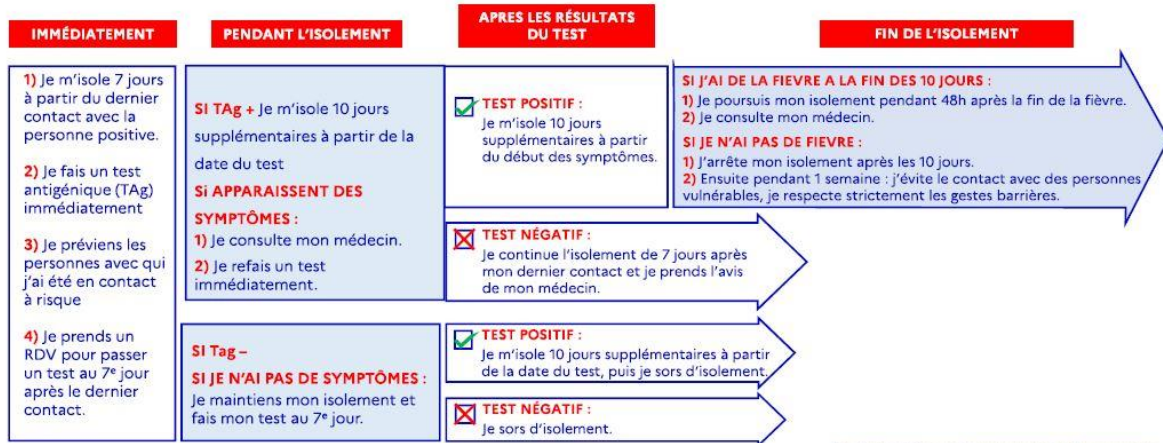 IMMÉDIATEMENT
PENDANT L'ISOLEMENT
APRES LES RÉSULTATS
DU TEST
FIN DE L'ISOLEMENT
1) Je m'isole 7 jours
à partir du dernier
contact avec la
personne positive.
2) Je fais un test
antigénique (TAg)
immédiatement
3) Je préviens les
personnes avec qui
j'ai été en contact
à risque
4) Je prends un
RDV pour passer
un test au 7e jour
après le dernier
contact.
SI TAg + Je m'isole 10 jours
supplémentaires à partir de la
date du test
Si APPARAISSENT DES
SYMPTÔMES :
1) Je consulte mon médecin.
2) Je refais un test
immédiatement.
TEST POSITIF :
Je m'isole 10 jours
supplémentaires à partir
du début des symptômes.
SI J'AI DE LA FIEVRE A LA FIN DES 10 JOURS :
1) Je poursuis mon isolement pendant 48h après la fin de la fièvre.
2) Je consulte mon médecin.
SI JE N'AI PAS DE FIEVRE :
1) J'arrête mon isolement après les 10 jours.
2) Ensuite pendant 1 semaine : j'évite le contact avec des personnes
vulnérables, je respecte strictement les gestes barrières.
TEST NÉGATIF :
Je continue l'isolement de 7 jours après
mon dernier contact et je prends l'avis
de mon médecin.
SI Tag –
SI JE N'AI PAS DE SYMPTÔMES :
Je maintiens mon isolement et
fais mon test au 7e jour.
TEST POSITIF :
Je m'isole 10 jours supplémentaires à partir
de la date du test, puis je sors d'isolement.
TEST NÉGATIF :
Je sors d'isolement.